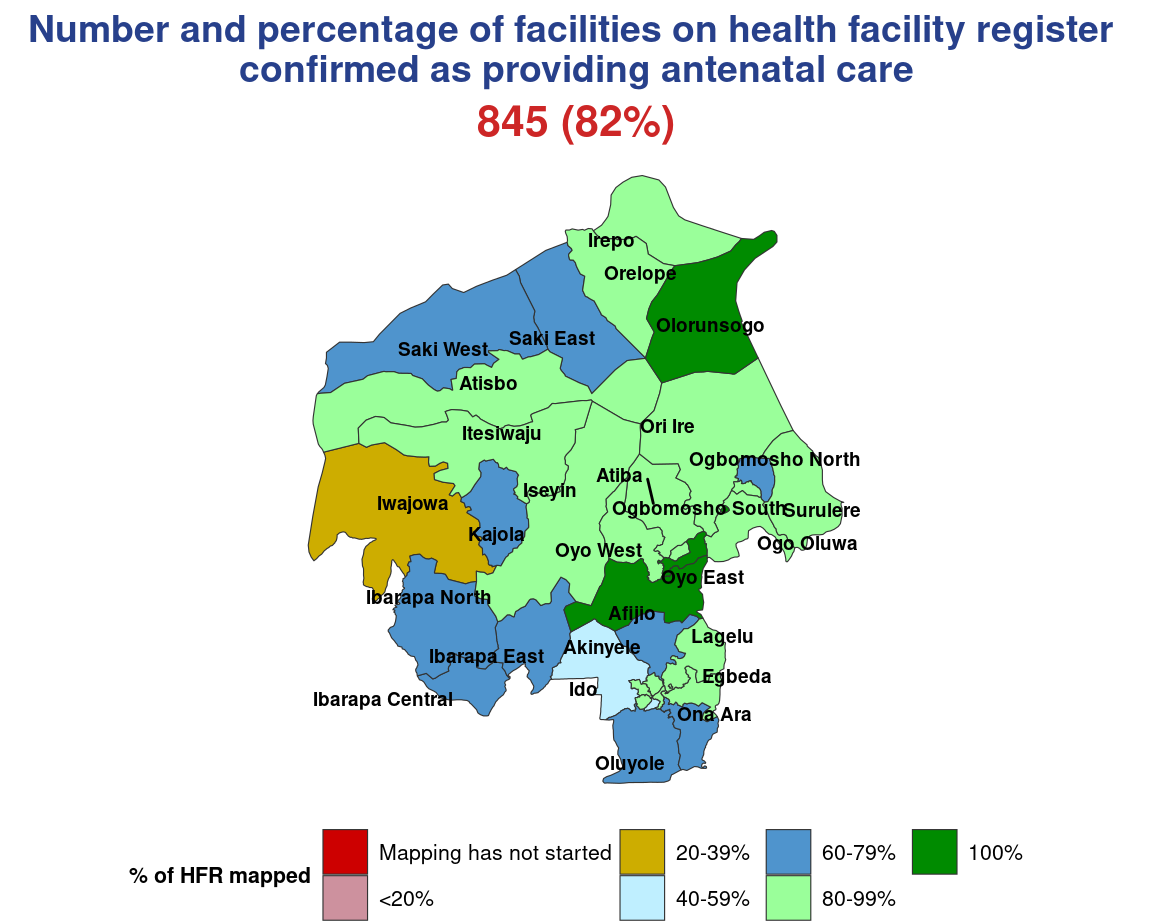 Number and percentage of facilities on health facility register
confirmed as providing antenatal care
845 (82%)
Irepo
Orelope
Olorunsogo
Saki East
Saki West
Atisbo
Ori Ire
Itesiwaju
Ogbomosho North
Atiba
Iseyin
Iwajowa
Ogbomosho South
Surulere
Kajola
Ogo Oluwa
Oyo West
Oyo East
Ibarapa North
Afijio
Lagelu
Akinyele
Ibarapa East
Egbeda
Ido
Ibarapa Central
Ona Ara
Oluyole
% of HFR mapped
Mapping has not started
20-39%
60-79%
100%
<20%
40-59%
80-99%